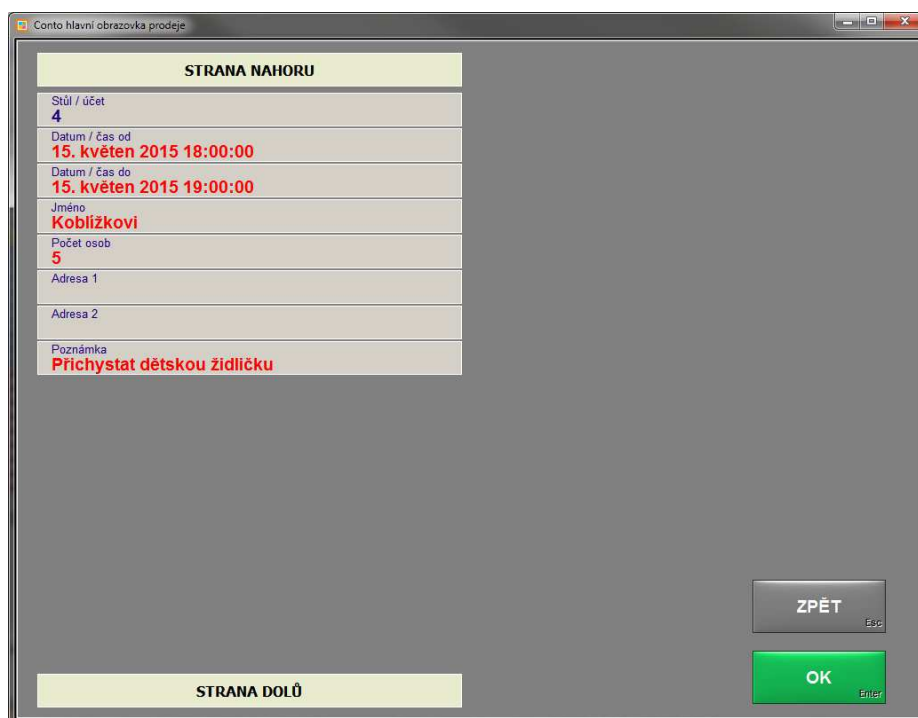 Conto hlavní obrazovka prodeje
STRANA NAHORU
Stůl / účet
4
Datum / čas od
15. květen 2015 18:00:00
Datum / čas do
15. květen 2015 19:00:00
Jméno
Koblížkovi
Počet osob
5
Adresa 1
Adresa 2
Poznámka
Přichystat dětskou židličku
ZPĚT
Esc
OK
Enter
STRANA DOLŮ